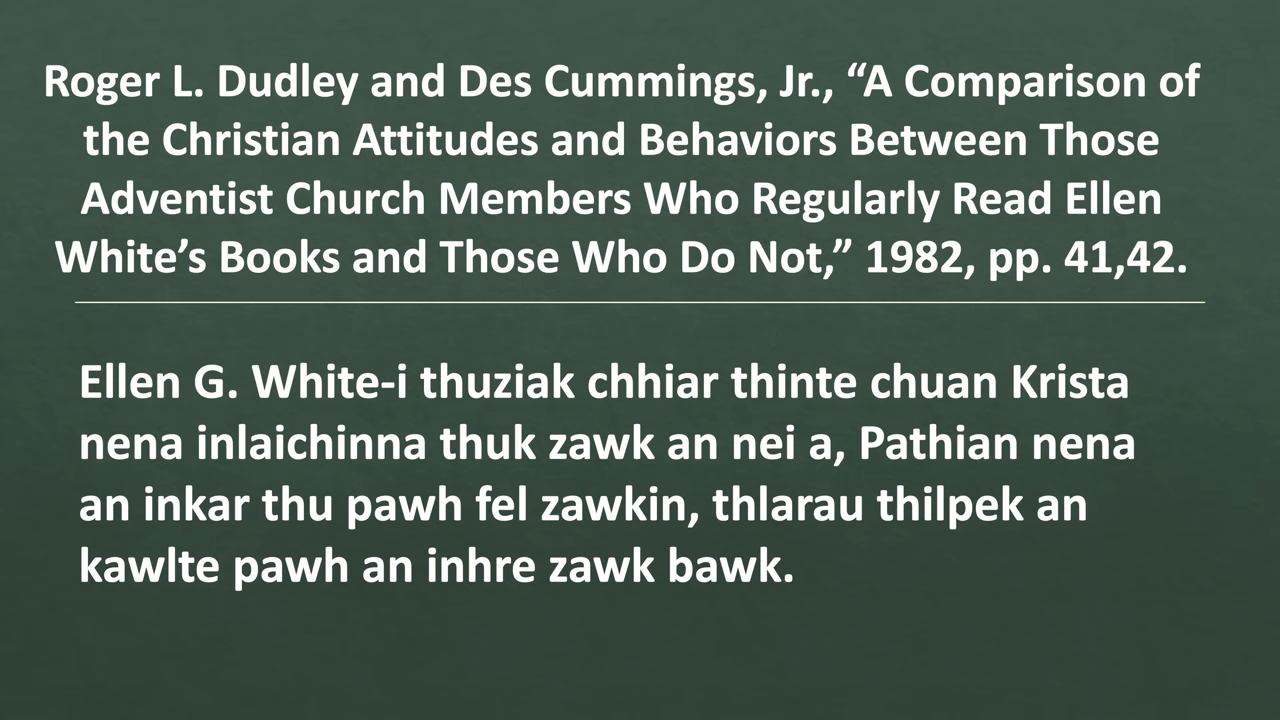 Roger L. Dudley and Des Cummings, Jr., “A Comparison of
the Christian Attitudes and Behaviors Between Those
Adventist Church Members Who Regularly Read Ellen
White’s Books and Those Who Do Not,” 1982, pp. 41,42.
Ellen G. White-i thuziak chhiar thinte chuan Krista
nena inlaichinna thuk zawk an nei a, Pathian nena
an inkar thu pawh fel zawkin, thlarau thilpek an
kawlte pawh an inhre zawk bawk.